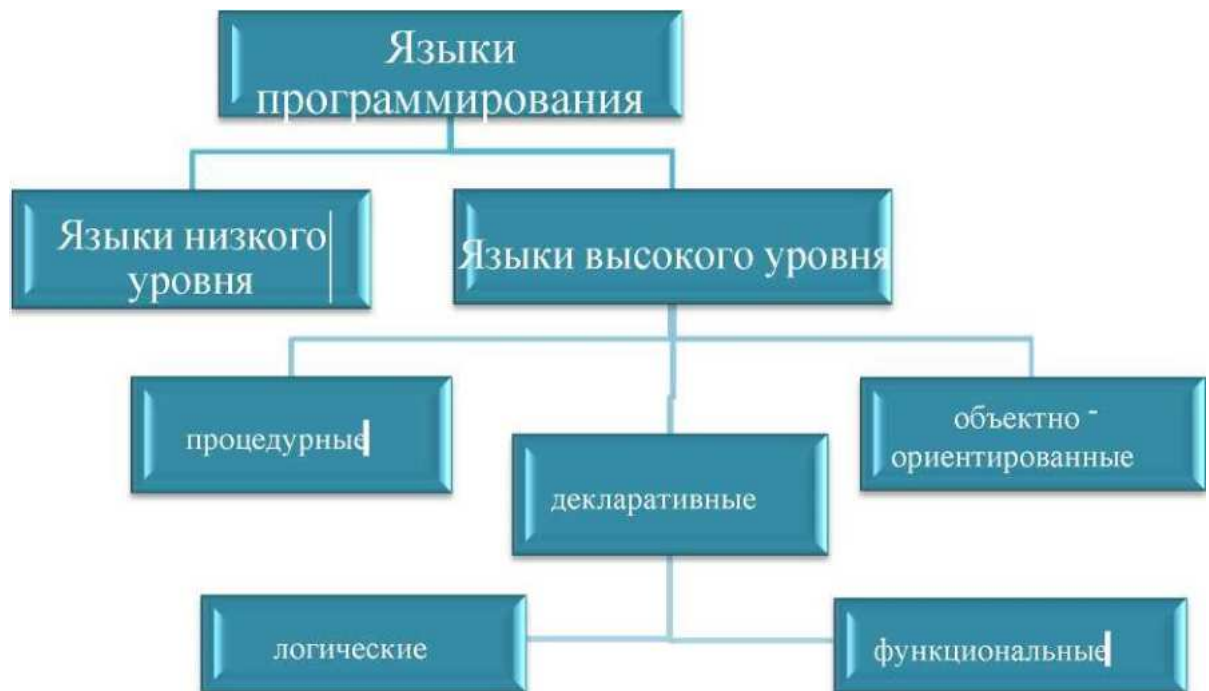 Языки
программирования
Языки низкого
уровня
Языки высокого уровня
процедурные
объектно -
ориентированные
декларативные
логические
функциональные